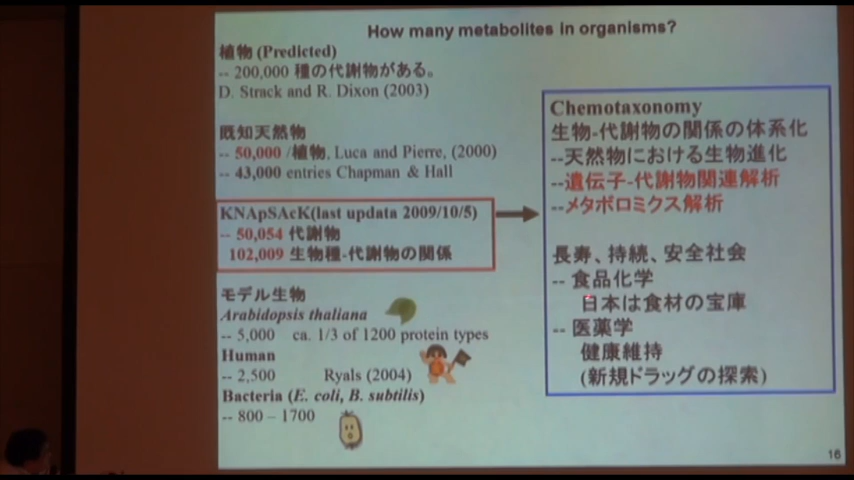 How many metabolites in organisms?
植物 (Predicted)
-- 200,000 種の代謝物がある。
D. Strack and R. Dixon (2003)
既知天然物
-- 50,000 /植物, Luca and Pierre, (2000)
-- 43,000 entries Chapman & Hall
KNApSAcK(last updata 2009/10/5)
-- 50,054 代謝物
102,009 生物種-代謝物の関係
モデル生物
Arabidopsis thaliana
-- 5,000 ca. 1/3 of 1200 protein types
Human
-- 2,500 Ryals (2004)
Bacteria (E. coli, B. subtilis)
-- 800 – 1700
Chemotaxonomy
生物-代謝物の関係の体系化
--天然物における生物進化
--遺伝子-代謝物関連解析
--メタボロミクス解析
長寿、持続、安全社会
-- 食品化学
日本は食材の宝庫
-- 医薬学
健康維持
(新規ドラッグの探索)
16